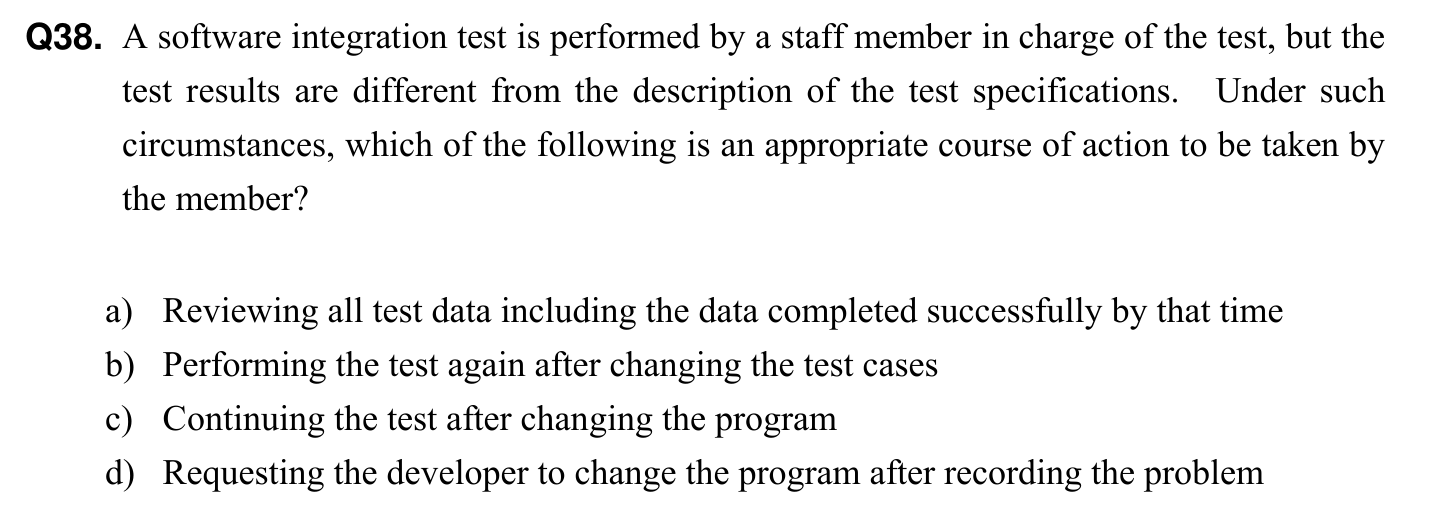 Q38. A software integration test is performed by a staff member in charge of the test, but the
test results are different from the description of the test specifications. Under such
circumstances, which of the following is an appropriate course of action to be taken by
the member?
a) Reviewing all test data including the data completed successfully by that time
b) Performing the test again after changing the test cases
c) Continuing the test after changing the program
d) Requesting the developer to change the program after recording the problem